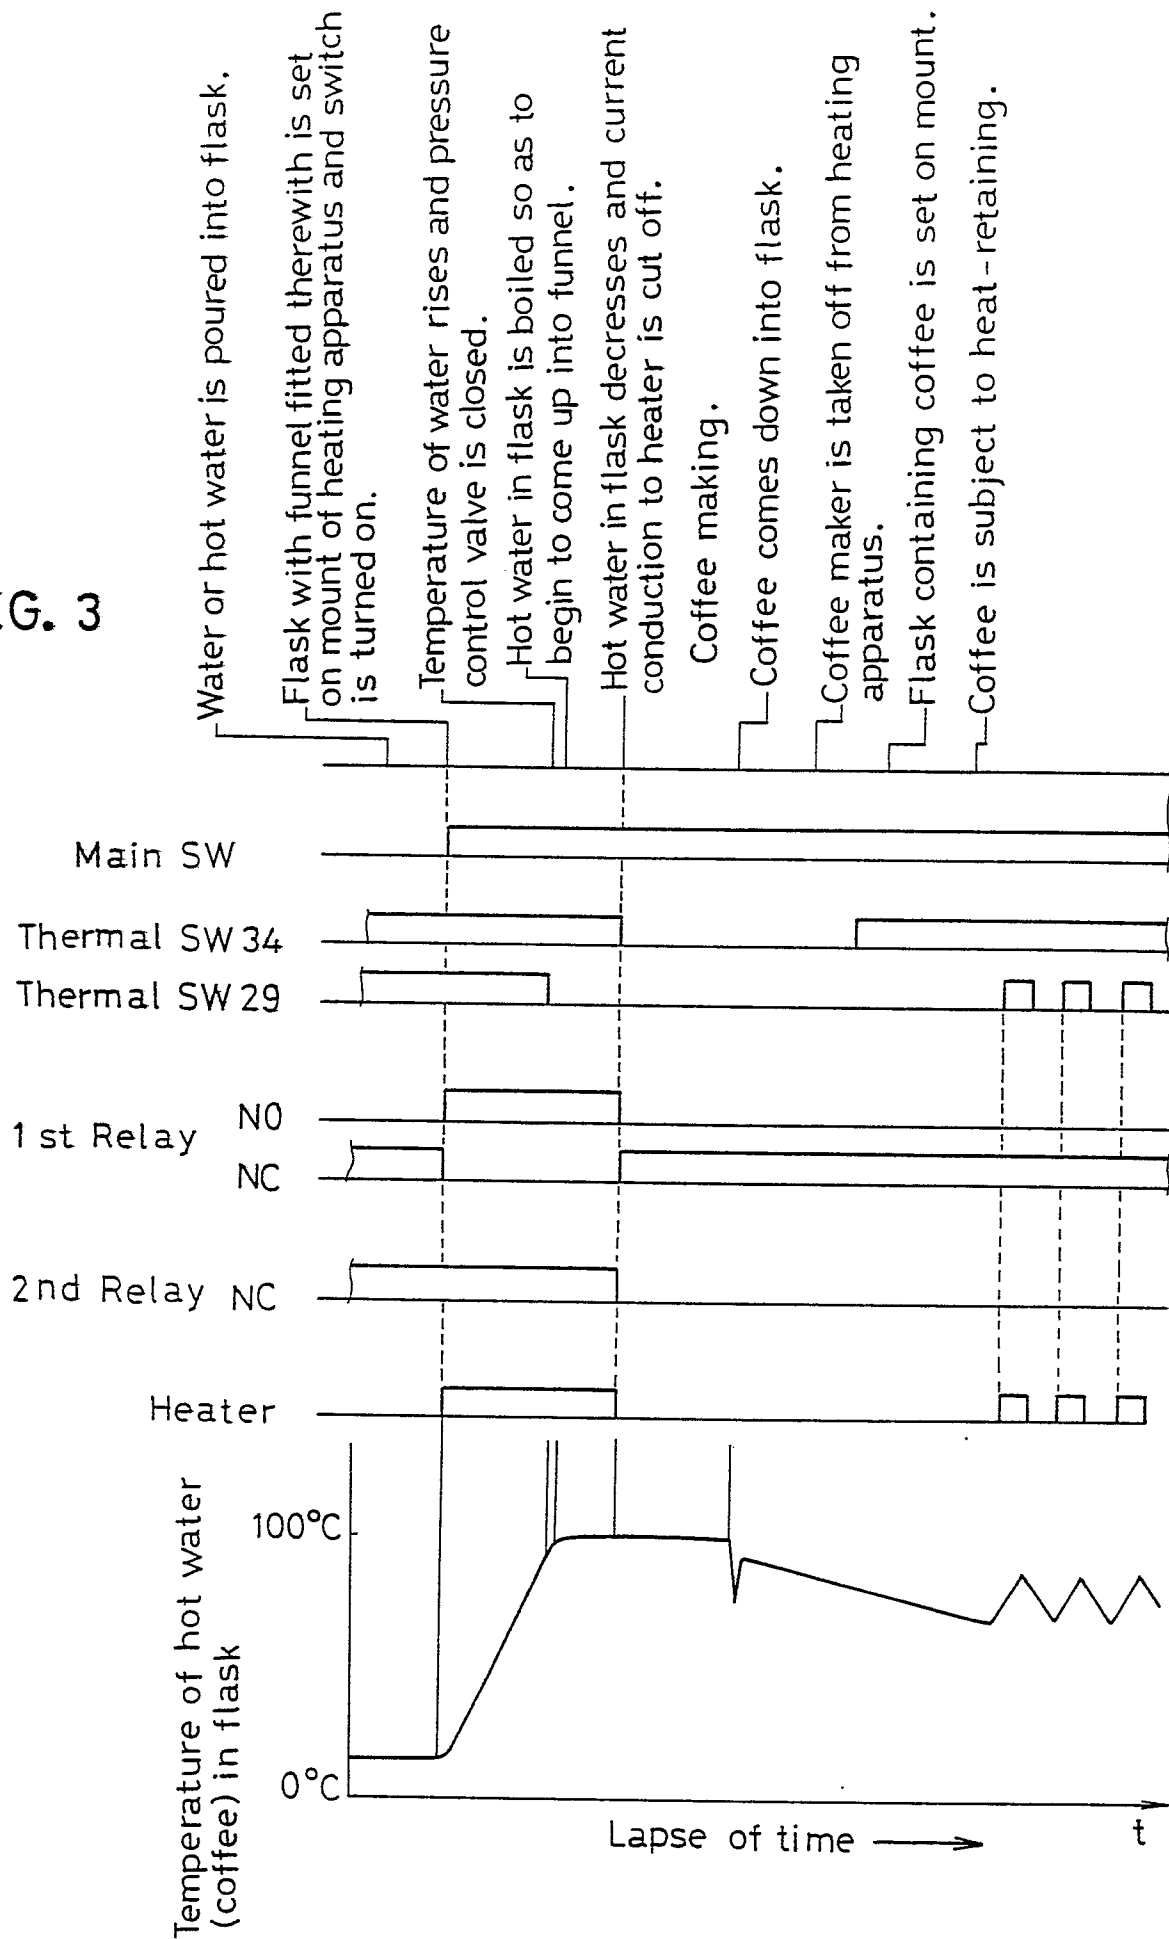 G. 3
Water or hot water is poured into flask.
Flask with funnel fitted therewith is set
on mount of heating apparatus and switch
is turned on.
Temperature of water rises and pressure
control valve is closed.
Hot water in flask is boiled so as to
begin to come up into funnel.
Hot water in flask decresses and current
conduction to heater is cut off.
Coffee making.
Coffee comes down into flask.
Coffee maker is taken off from heating
apparatus.
Flask containing coffee is set on mount.
Coffee is subject to heat-retaining.
Main SW
Thermal SW 34
Thermal SW 29
1st Relay
NO
NC
2nd Relay NC
Heater
Temperature of hot water
(coffee) in flask
100°C
0°C
Lapse of time
t